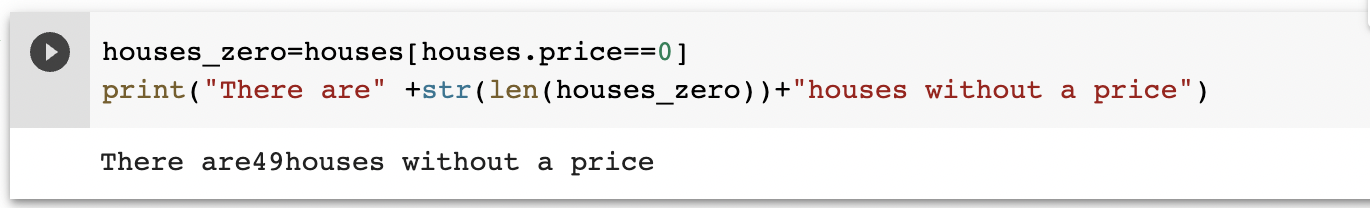 houses_zero=houses[houses.price==0]
print("There are" +str(len(houses_zero))+"houses without a price")
There are49houses without a price